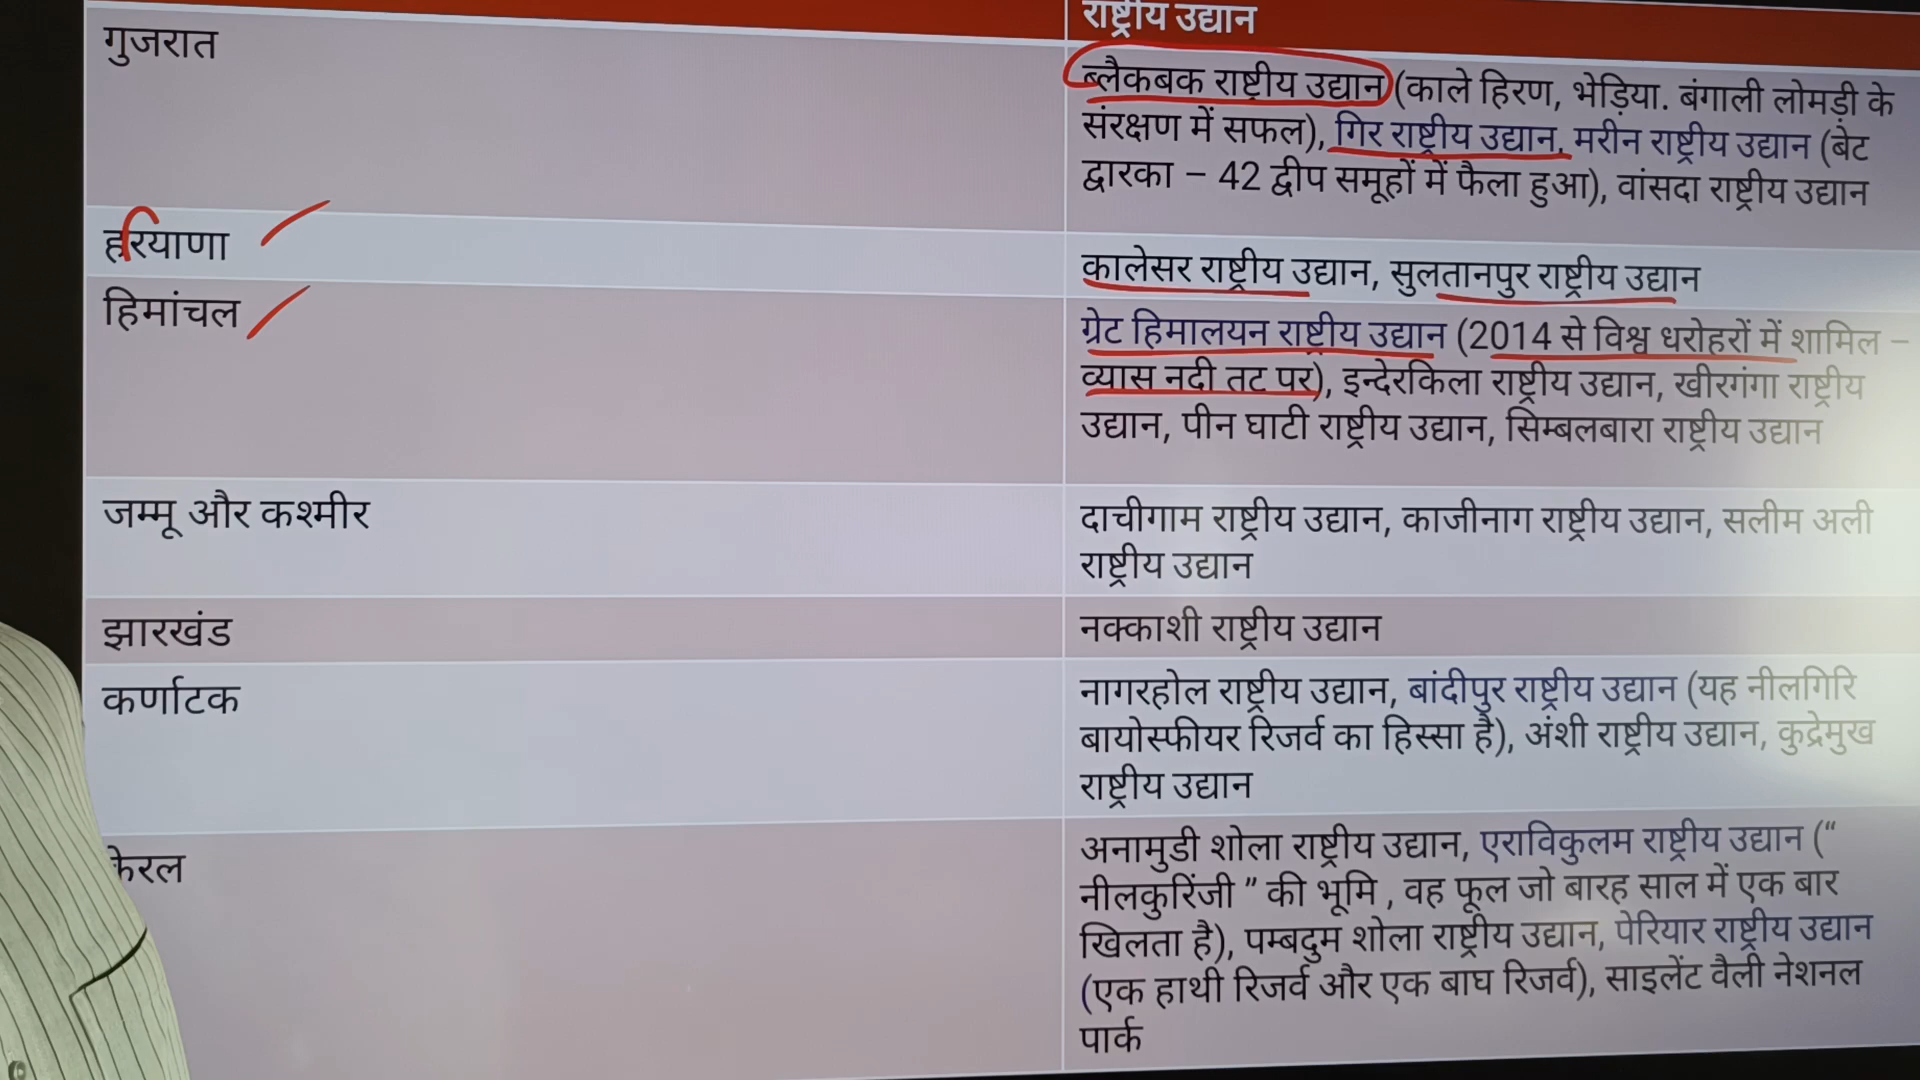 राष्ट्रीय उद्यान
गुजरात
ब्लैकबक राष्ट्रीय उद्यान (काले हिरण, भेड़िया. बंगाली लोमड़ी के
संरक्षण में सफल), गिर राष्ट्रीय उद्यान, मरीन राष्ट्रीय उद्यान (बेट
द्वारका – 42 द्वीप समूहों में फैला हुआ), वांसदा राष्ट्रीय उद्यान
हरियाणा
कालेसर राष्ट्रीय उद्यान, सुलतानपुर राष्ट्रीय उद्यान
हिमांचल
ग्रेट हिमालयन राष्ट्रीय उद्यान (2014 से विश्व धरोहरों में शामिल –
व्यास नदी तट पर), इन्देरकिला राष्ट्रीय उद्यान, खीरगंगा राष्ट्रीय
उद्यान, पीन घाटी राष्ट्रीय उद्यान, सिम्बलबारा राष्ट्रीय उद्यान
जम्मू और कश्मीर
दाचीगाम राष्ट्रीय उद्यान, काजीनाग राष्ट्रीय उद्यान, सलीम अली
राष्ट्रीय उद्यान
झारखंड
नक्काशी राष्ट्रीय उद्यान
कर्णाटक
नागरहोल राष्ट्रीय उद्यान, बांदीपुर राष्ट्रीय उद्यान (यह नीलगिरि
बायोस्फीयर रिजर्व का हिस्सा है), अंशी राष्ट्रीय उद्यान, कुद्रेमुख
राष्ट्रीय उद्यान
केरल
अनामुडी शोला राष्ट्रीय उद्यान, एराविकुलम राष्ट्रीय उद्यान (“
नीलकुरिंजी ” की भूमि , वह फूल जो बारह साल में एक बार
खिलता है), पम्बदुम शोला राष्ट्रीय उद्यान, पेरियार राष्ट्रीय उद्यान
(एक हाथी रिजर्व और एक बाघ रिजर्व), साइलेंट वैली नेशनल
पार्क